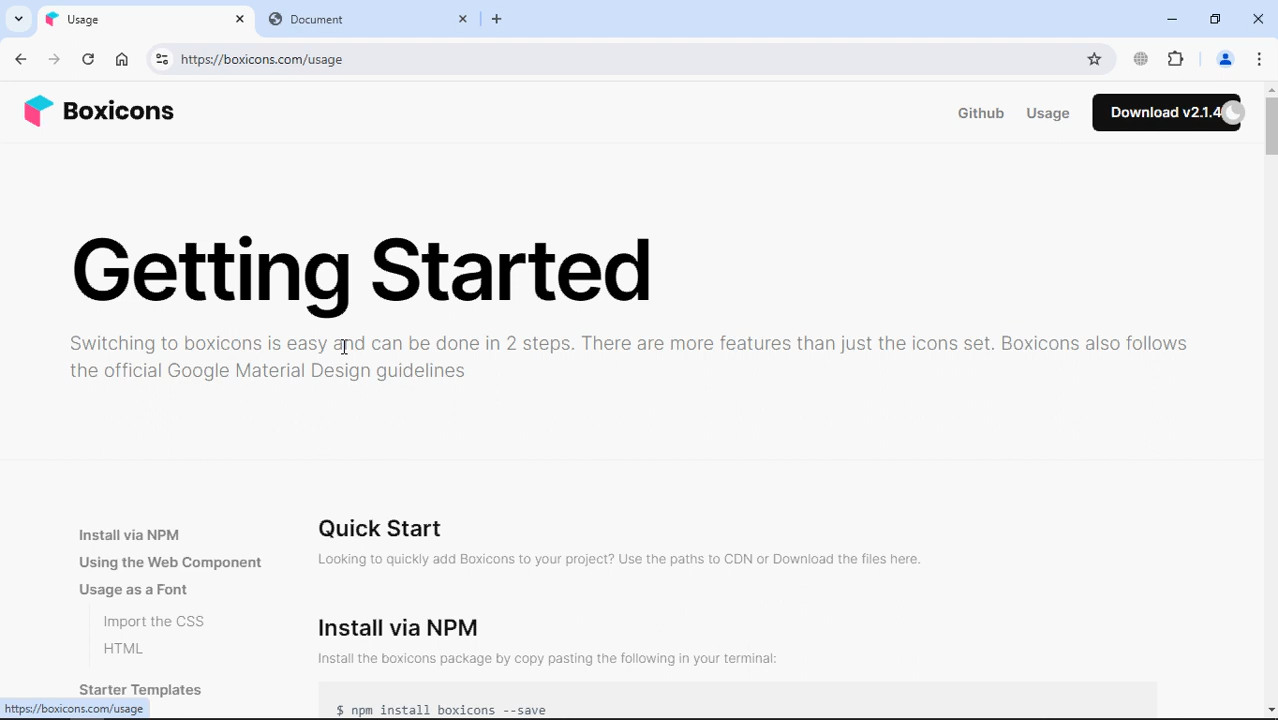 Usage
Document
https://boxicons.com/usage
Boxicons
Github
Usage
Download v2.1.4
Getting Started
Switching to boxicons is easy and can be done in 2 steps. There are more features than just the icons set. Boxicons also follows
the official Google Material Design guidelines
Install via NPM
Using the Web Component
Usage as a Font
Import the CSS
HTML
Starter Templates
Quick Start
Looking to quickly add Boxicons to your project? Use the paths to CDN or Download the files here.
Install via NPM
Install the boxicons package by copy pasting the following in your terminal:
$ npm install boxicons --save
https://boxicons.com/usage